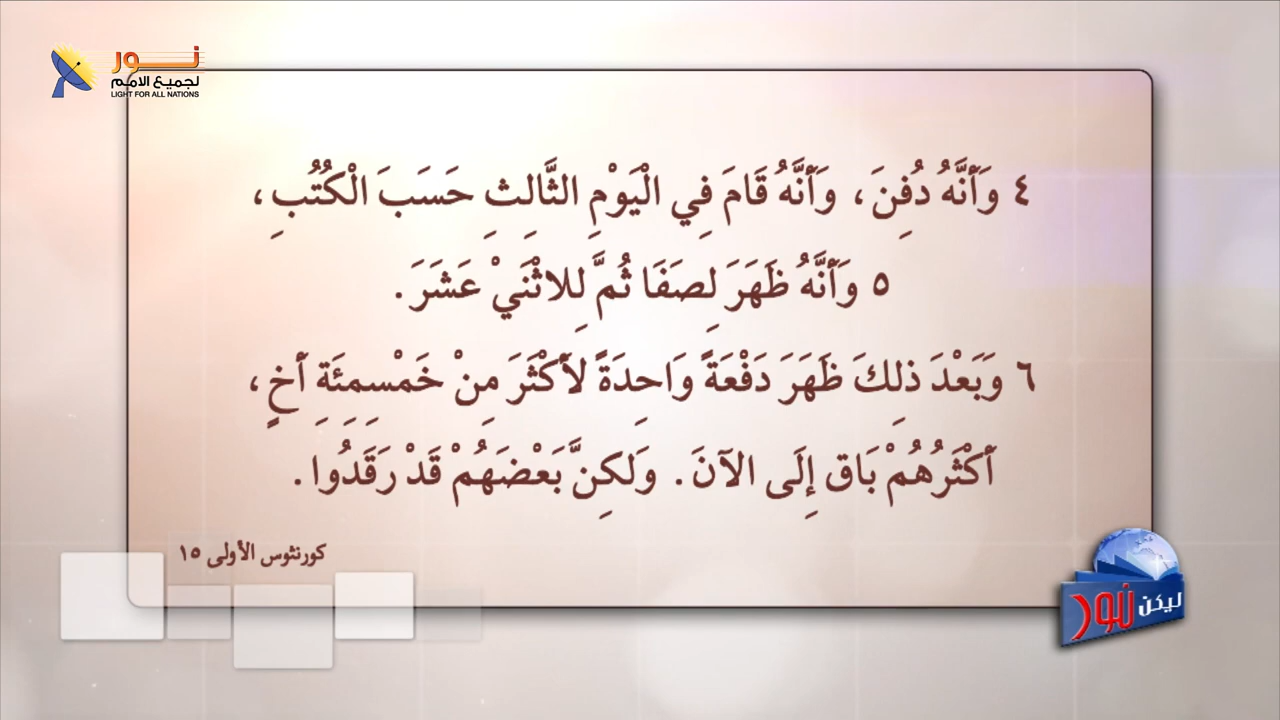 نور
لجميع الامم
LIGHT FOR ALL NATIONS
٤ وَأَنَّهُ دُفِنَ، وَأَنَّهُ قَامَ فِي الْيَوْمِ الثَّالِثِ حَسَبَ الْكُتُبِ،
٥ وَأَنَّهُ ظَهَرَ لِصَفَا ثُمَّ لِلاثْنَيْ عَشَرَ.
٦ وَبَعْدَ ذلِكَ ظَهَرَ دَفْعَةً وَاحِدَةً لأَكْثَرَ مِنْ خَمْسِمِئَةِ أَخٍ،
أَكْثَرُهُمْ بَاق إِلَى الآنَ. وَلكِنَّ بَعْضَهُمْ قَدْ رَقَدُوا.
كورنثوس الأولى ١٥
ليكن نور